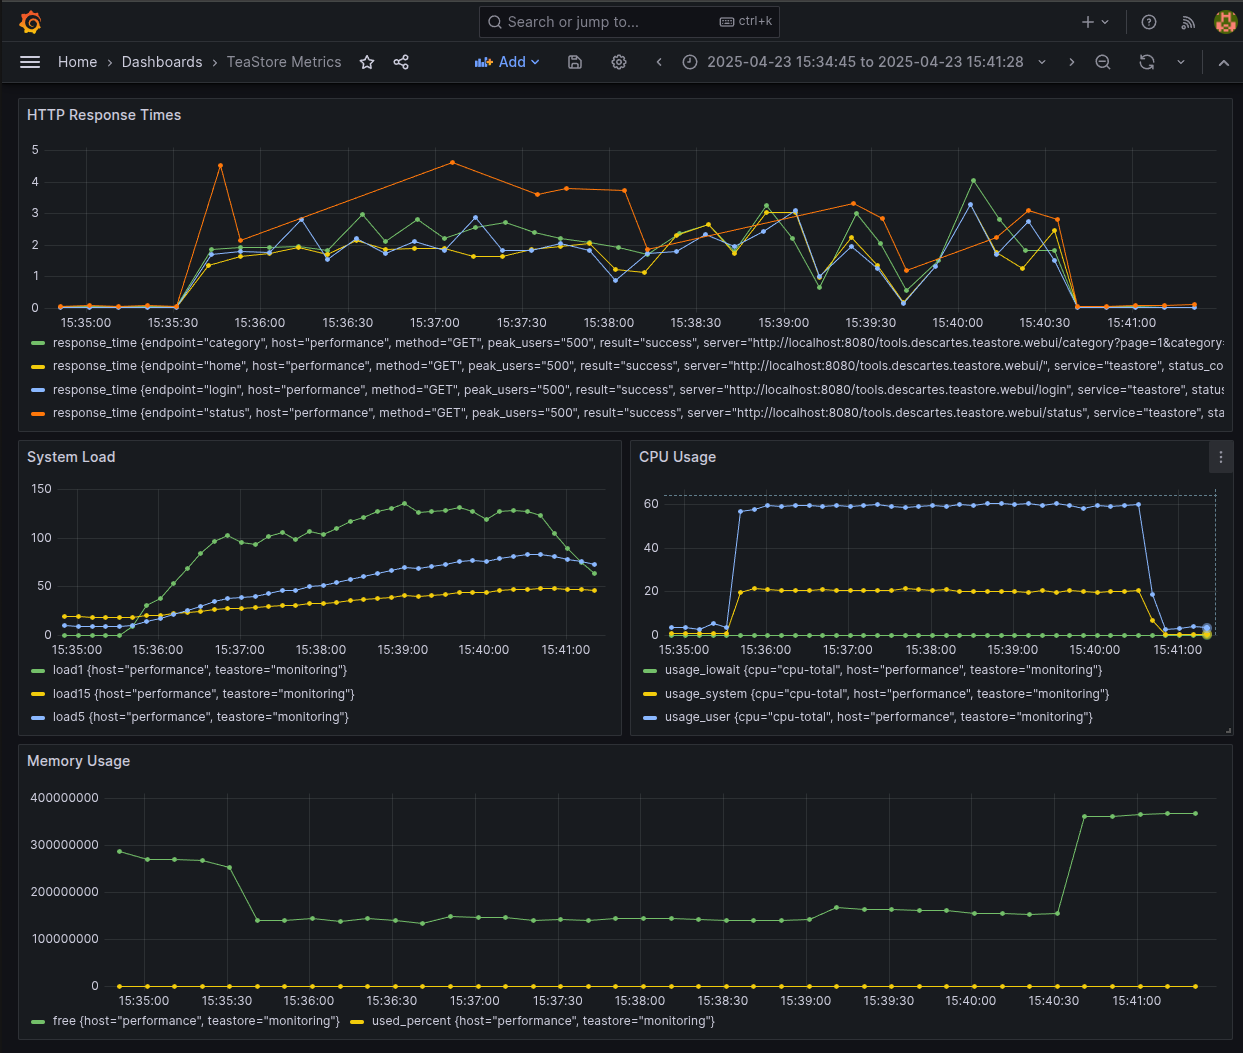 Search or jump to...
ctrl+k
Home › Dashboards › TeaStore Metrics
Add
2025-04-23 15:34:45 to 2025-04-23 15:41:28
HTTP Response Times
5
4
3
2
1
0
15:35:00 15:35:30 15:36:00 15:36:30 15:37:00 15:37:30 15:38:00 15:38:30 15:39:00 15:39:30 15:40:00 15:40:30 15:41:00
response_time {endpoint="category", host="performance", method="GET", peak_users="500", result="success", server="http://localhost:8080/tools.descartes.teastore.webui/category?page=1&category=
response_time {endpoint="home", host="performance", method="GET", peak_users="500", result="success", server="http://localhost:8080/tools.descartes.teastore.webui/", service="teastore", status_co
response_time {endpoint="login", host="performance", method="GET", peak_users="500", result="success", server="http://localhost:8080/tools.descartes.teastore.webui/login", service="teastore", status
response_time {endpoint="status", host="performance", method="GET", peak_users="500", result="success", server="http://localhost:8080/tools.descartes.teastore.webui/status", service="teastore", sta
System Load
150
100
50
0
15:35:00 15:36:00 15:37:00 15:38:00 15:39:00 15:40:00 15:41:00
load1 {host="performance", teastore="monitoring"}
load15 {host="performance", teastore="monitoring"}
load5 {host="performance", teastore="monitoring"}
CPU Usage
60
40
20
0
15:35:00 15:36:00 15:37:00 15:38:00 15:39:00 15:40:00 15:41:00
usage_iowait {cpu="cpu-total", host="performance", teastore="monitoring"}
usage_system {cpu="cpu-total", host="performance", teastore="monitoring"}
usage_user {cpu="cpu-total", host="performance", teastore="monitoring"}
Memory Usage
400000000
300000000
200000000
100000000
0
15:35:00 15:35:30 15:36:00 15:36:30 15:37:00 15:37:30 15:38:00 15:38:30 15:39:00 15:39:30 15:40:00 15:40:30 15:41:00
free {host="performance", teastore="monitoring"} used_percent {host="performance", teastore="monitoring"}